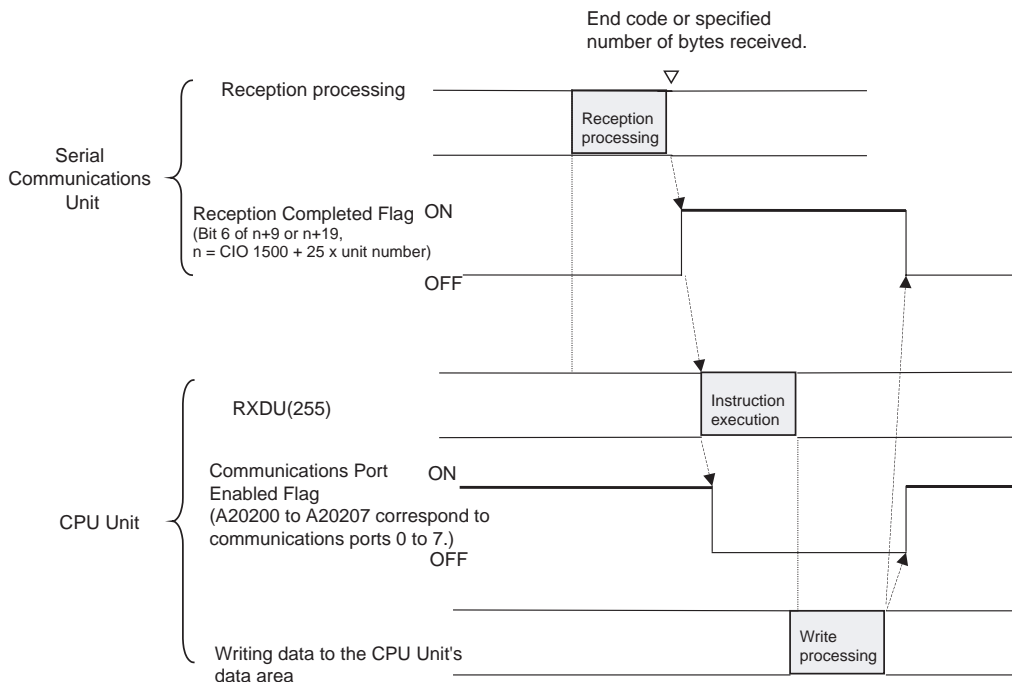 End code or specified
number of bytes received.
Reception processing
Reception
processing
Serial
Communications
Unit
Reception Completed Flag
(Bit 6 of n+9 or n+19,
n = CIO 1500 + 25 x unit number)
ON
OFF
RXDU(255)
Instruction
execution
Communications Port
Enabled Flag
(A20200 to A20207 correspond to
communications ports 0 to 7.)
ON
OFF
CPU Unit
Write
processing
Writing data to the CPU Unit's
data area